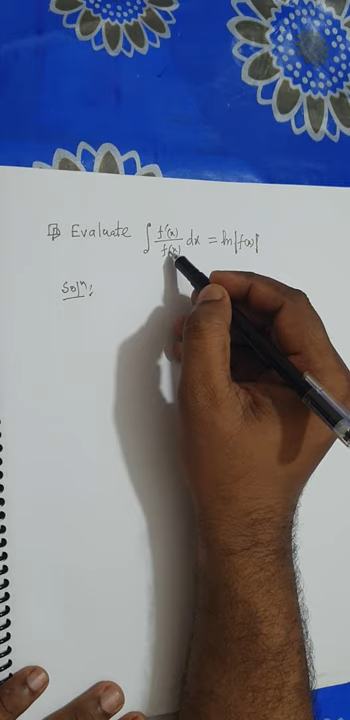 Evaluate ∫ f'(x)/f(x) dx = ln|f(x)|
Solⁿ: